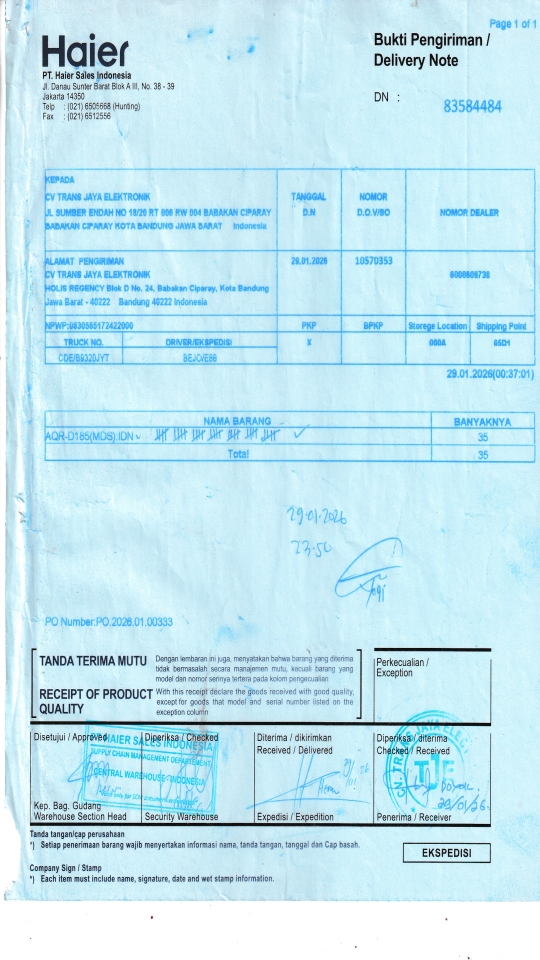 Page 1 of 1
Haier
PT. Haier Sales Indonesia
Jl. Danau Sunter Barat Blok A III, No. 38 - 39
Jakarta 14350
Telp : (021) 6505668 (Hunting)
Fax : (021) 6512556
Bukti Pengiriman /
Delivery Note
DN : 83584484
KEPADA
CV TRANS JAYA ELEKTRONIK
JL SUMBER ENDAH NO 18/20 RT 006 RW 004 BABAKAN CIPARAY
BABAKAN CIPARAY KOTA BANDUNG JAWA BARAT Indonesia
TANGGAL
D.N
NOMOR
D.O.V/SO
NOMOR DEALER
ALAMAT PENGIRIMAN
CV TRANS JAYA ELEKTRONIK
HOLIS REGENCY Blok D No. 24, Babakan Ciparay, Kota Bandung
Jawa Barat - 40222 Bandung 40222 Indonesia
29.01.2026
10570353
NPWP:0830565172422000
PKP
BPKP
Storege Location
Shipping Point
TRUCK NO.
DRIVER/EKSPEDISI
X
65D1
CDE/B9320JYT
29.01.2026(00:37:01)
NAMA BARANG
BANYAKNYA
AQR-D185(MDS).IDN
35
Total
35
29.01.2026
23.50
PO Number:PO.2026.01.00333
TANDA TERIMA MUTU
Dengan lembaran ini juga, menyatakan bahwa barang yang diterima
tidak bermasalah secara manajemen mutu, kecuali barang yang
model dan nomor serinya tertera pada kolom pengecualian
RECEIPT OF PRODUCT
QUALITY
With this receipt declare the goods received with good quality,
except for goods that model and serial number listed on the
exception column
Perkecualian /
Exception
Disetujui / Approved
Diperiksa / Checked
Diterima / dikirimkan
Received / Delivered
Diperiksa / diterima
Checked / Received
HAIER SALES INDONESIA
SUPPLY CHAIN MANAGEMENT DEPARTEMENT
CENTRAL WAREHOUSE INDONESIA
29/01/26.
Kep. Bag. Gudang
Warehouse Section Head
Security Warehouse
Expedisi / Expedition
Penerima / Receiver
Tanda tangan/cap perusahaan
*) Setiap penerimaan barang wajib menyertakan informasi nama, tanda tangan, tanggal dan Cap basah.
EKSPEDISI
Company Sign / Stamp
*) Each item must include name, signature, date and wet stamp information.